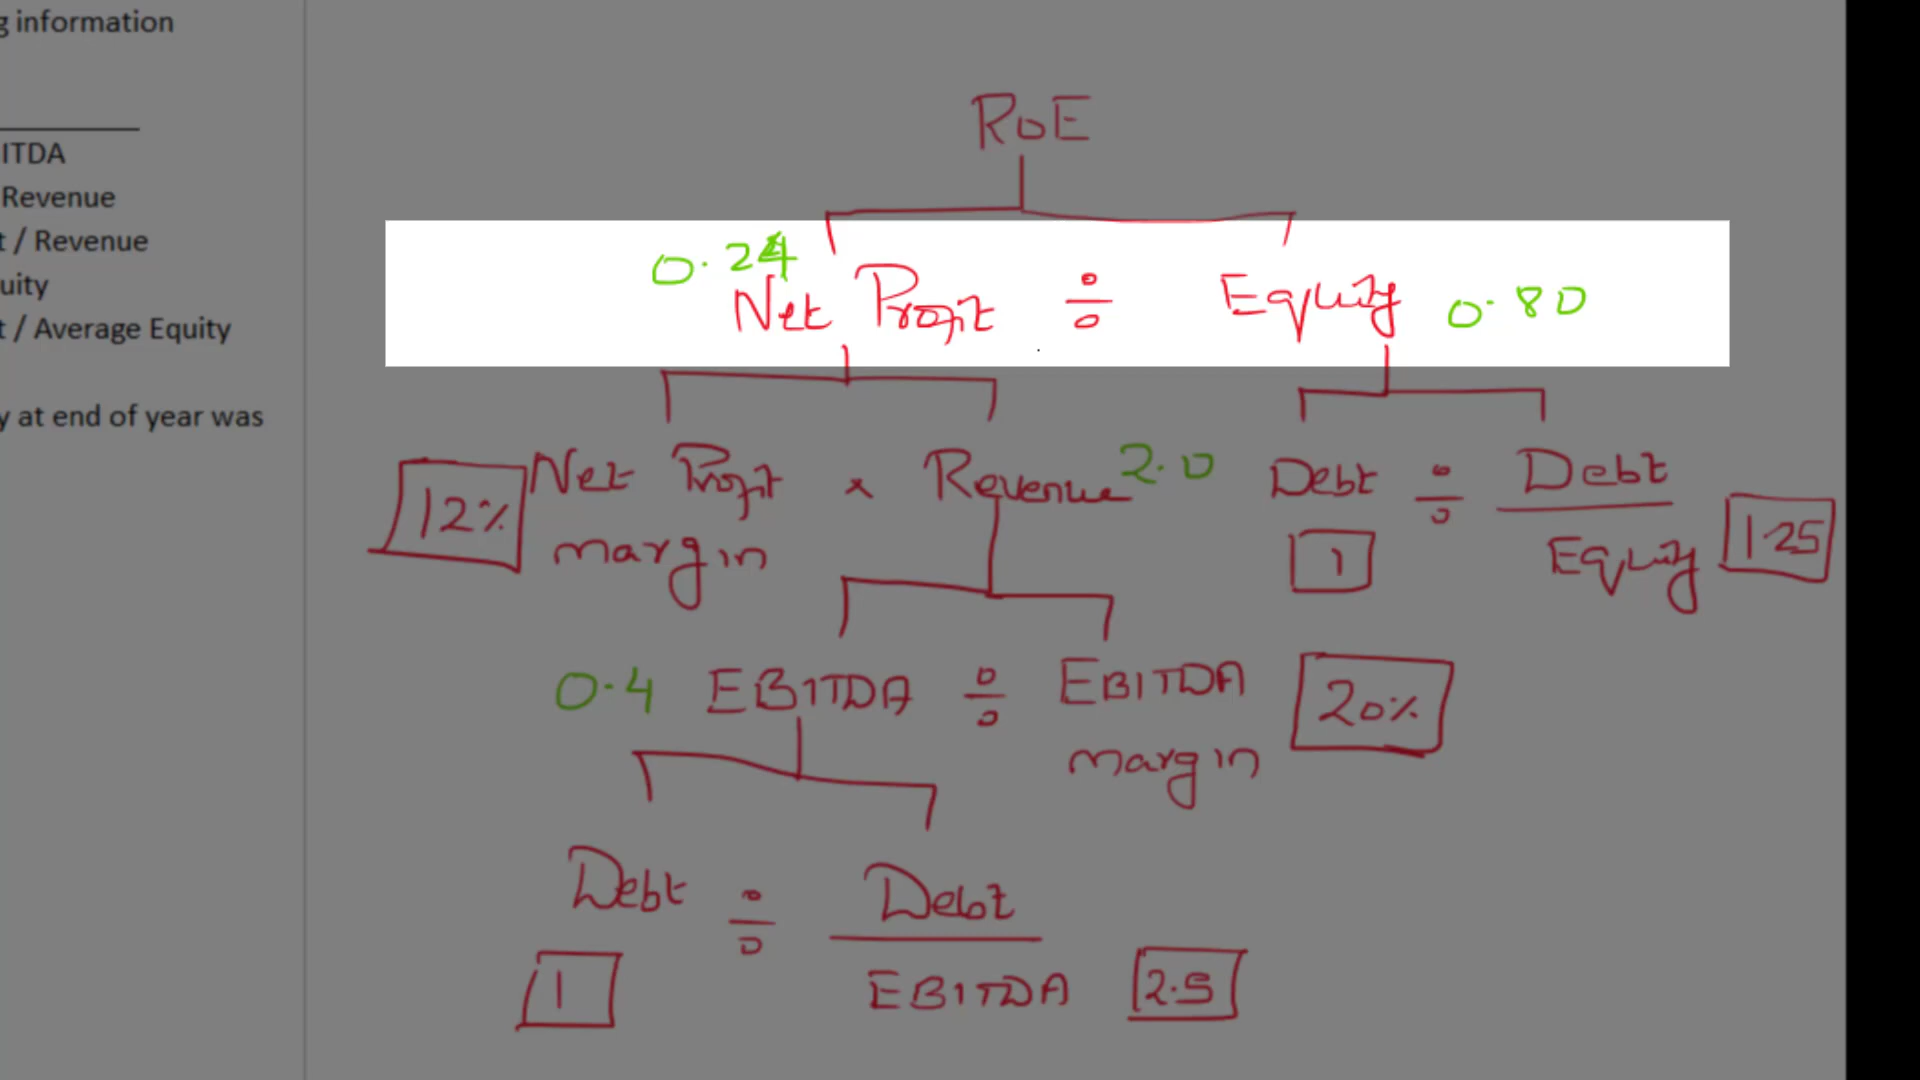 g information
ITDA
Revenue
t / Revenue
uity
t / Average Equity
y at end of year was
RoE
0.24
Net Profit ÷ Equity 0.80
12% Net Profit margin × Revenue 2.0
Debt ÷ Debt
Equity
1
1.25
0.4 EBITDA ÷ EBITDA margin 20%
Debt ÷ Debt
EBITDA
1
2.5